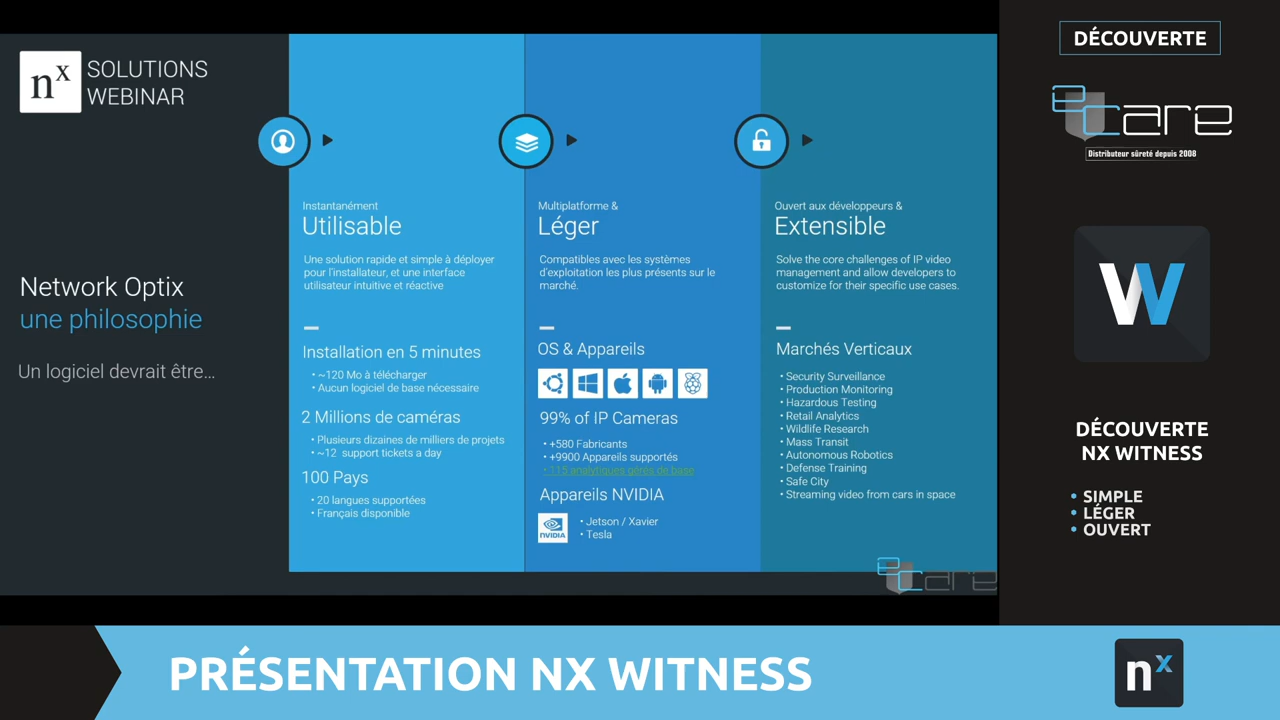 nx
SOLUTIONS
WEBINAR
Network Optix
une philosophie
Un logiciel devrait être...
Instantanément
Utilisable
Une solution rapide et simple à déployer
pour l'installateur, et une interface
utilisateur intuitive et réactive
Installation en 5 minutes
• ~120 Mo à télécharger
• Aucun logiciel de base nécessaire
2 Millions de caméras
• Plusieurs dizaines de milliers de projets
• ~12 support tickets a day
100 Pays
• 20 langues supportées
• Français disponible
Multiplatforme &
Léger
Compatibles avec les systèmes
d'exploitation les plus présents sur le
marché.
OS & Appareils
99% of IP Cameras
• +580 Fabricants
• +9900 Appareils supportés
• 115 analytiques gérés de base
Appareils NVIDIA
NVIDIA
• Jetson / Xavier
• Tesla
Ouvert aux développeurs &
Extensible
Solve the core challenges of IP video
management and allow developers to
customize for their specific use cases.
Marchés Verticaux
• Security Surveillance
• Production Monitoring
• Hazardous Testing
• Retail Analytics
• Wildlife Research
• Mass Transit
• Autonomous Robotics
• Defense Training
• Safe City
• Streaming video from cars in space
ecare
DÉCOUVERTE
ecare
Distributeur sûreté depuis 2008
W
DÉCOUVERTE
NX WITNESS
• SIMPLE
• LÉGER
• OUVERT
PRÉSENTATION NX WITNESS
nx